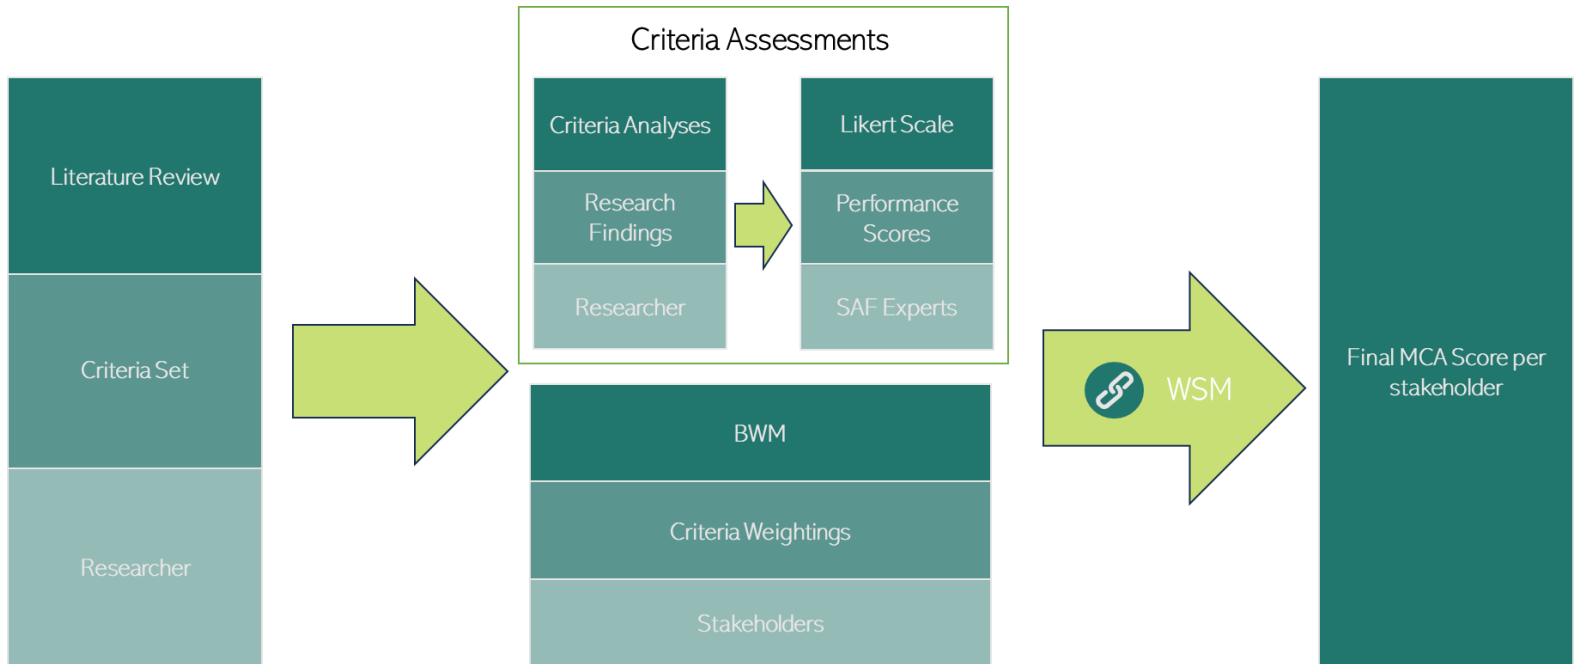 Literature Review
Criteria Set
Researcher
Criteria Assessments
Criteria Analyses
Research
Findings
Researcher
Likert Scale
Performance
Scores
SAF Experts
BWM
Criteria Weightings
Stakeholders
WSM
Final MCA Score per
stakeholder